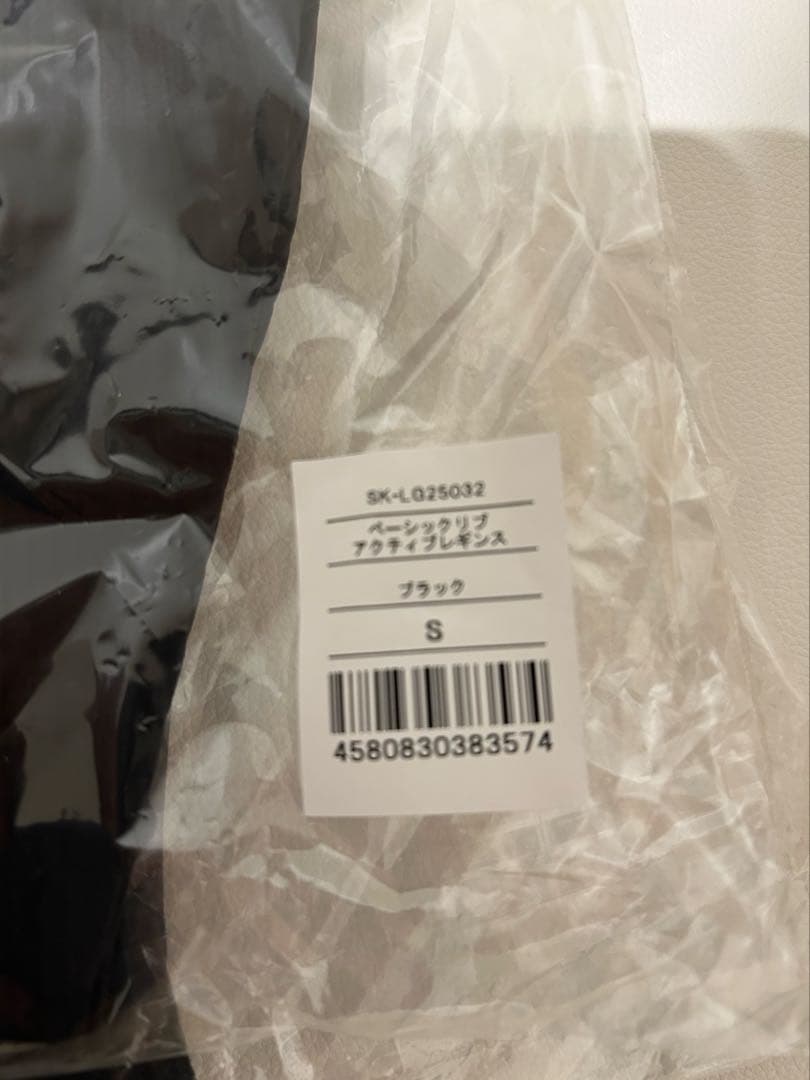 SK-LG25032
ベーシックリブ
アクティブレギンス
ブラック
S
4580830383574